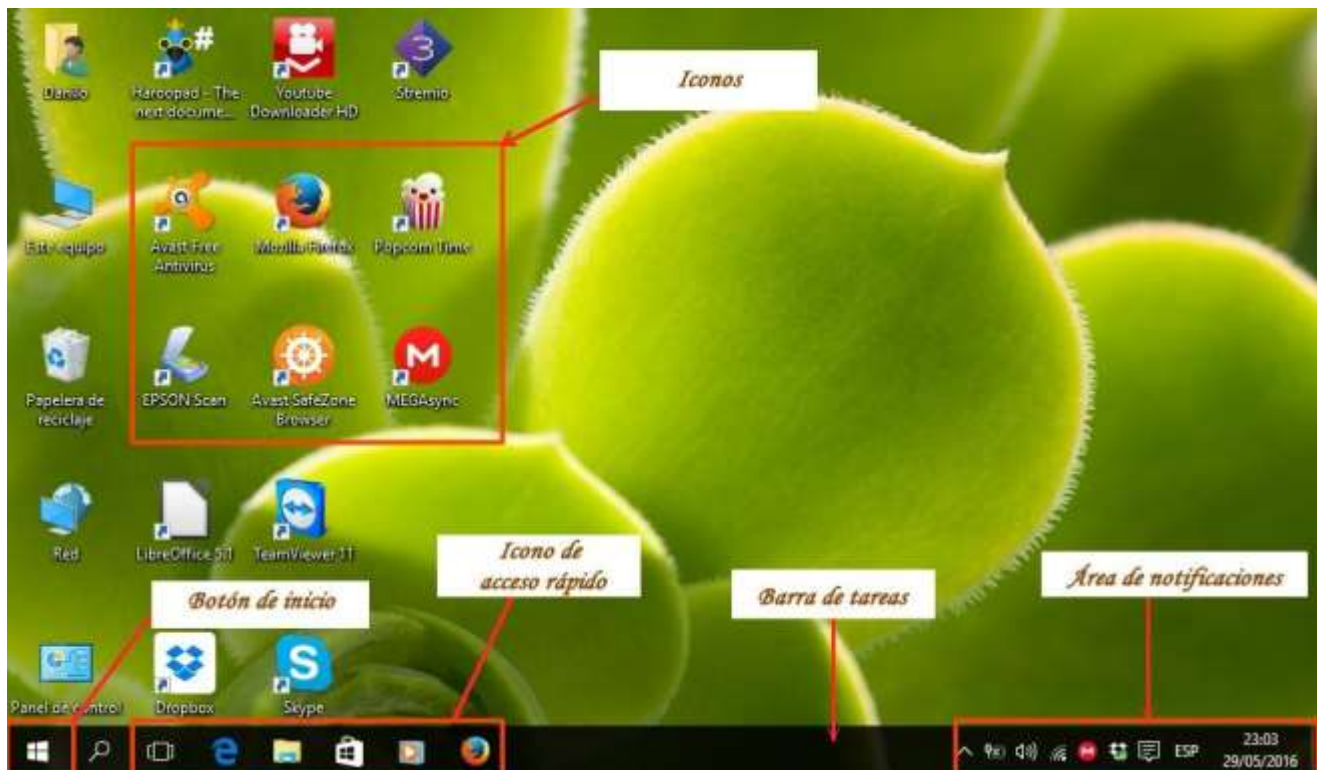 Danilo
Haroopad - The
next docume...
Youtube
Downloader HD
Stremio
Iconos
Este equipo
Avast Free
Antivirus
Mozilla Firefox
Popcorn Time
Papelera de
reciclaje
EPSON Scan
Avast SafeZone
Browser
MEGAsync
Red
LibreOffice 5.1
TeamViewer 11
Icono de
acceso rápido
Botón de inicio
Barra de tareas
Área de notificaciones
Panel de control
Dropbox
Skype
ESP
23:03
29/05/2016